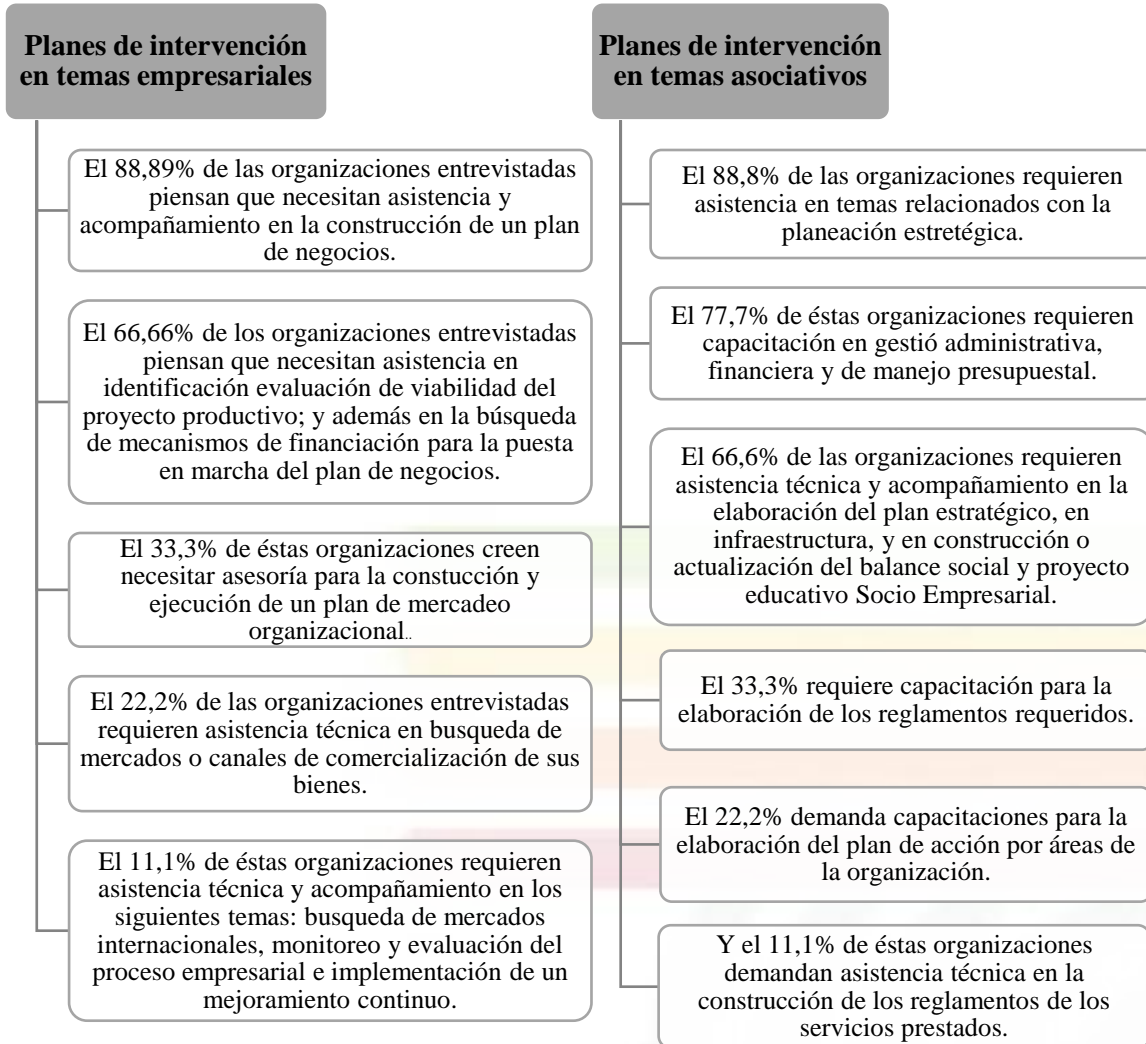 Planes de intervención
en temas empresariales
El 88,89% de las organizaciones entrevistadas
piensan que necesitan asistencia y
acompañamiento en la construcción de un plan
de negocios.
El 66,66% de los organizaciones entrevistadas
piensan que necesitan asistencia en
identificación evaluación de viabilidad del
proyecto productivo; y además en la búsqueda
de mecanismos de financiación para la puesta
en marcha del plan de negocios.
El 33,3% de éstas organizaciones creen
necesitar asesoría para la constucción y
ejecución de un plan de mercadeo
organizacional..
El 22,2% de las organizaciones entrevistadas
requieren asistencia técnica en busqueda de
mercados o canales de comercialización de sus
bienes.
El 11,1% de éstas organizaciones requieren
asistencia técnica y acompañamiento en los
siguientes temas: busqueda de mercados
internacionales, monitoreo y evaluación del
proceso empresarial e implementación de un
mejoramiento continuo.
Planes de intervención
en temas asociativos
El 88,8% de las organizaciones requieren
asistencia en temas relacionados con la
planeación estretégica.
El 77,7% de éstas organizaciones requieren
capacitación en gestió administrativa,
financiera y de manejo presupuestal.
El 66,6% de las organizaciones requieren
asistencia técnica y acompañamiento en la
elaboración del plan estratégico, en
infraestructura, y en construcción o
actualización del balance social y proyecto
educativo Socio Empresarial.
El 33,3% requiere capacitación para la
elaboración de los reglamentos requeridos.
El 22,2% demanda capacitaciones para la
elaboración del plan de acción por áreas de
la organización.
Y el 11,1% de éstas organizaciones
demandan asistencia técnica en la
construcción de los reglamentos de los
servicios prestados.